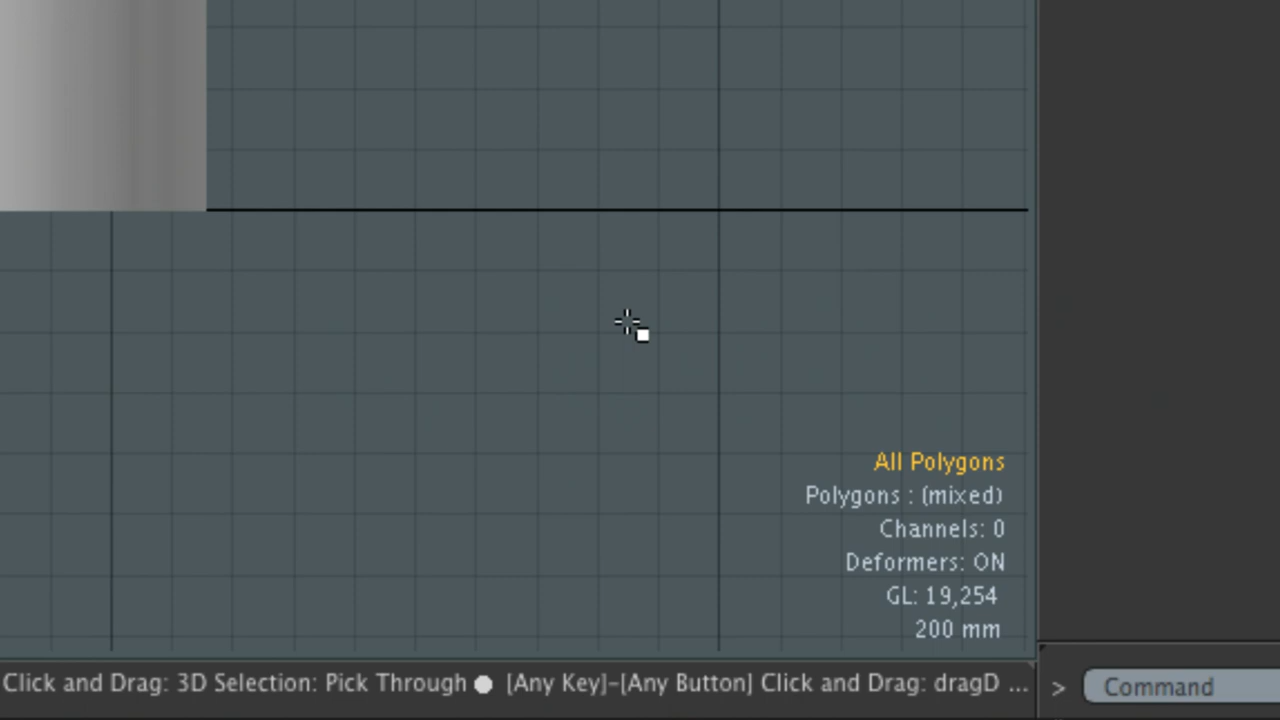 All Polygons
Polygons : (mixed)
Channels: 0
Deformers: ON
GL: 19,254
200 mm
Click and Drag: 3D Selection: Pick Through ● [Any Key]-[Any Button] Click and Drag: dragD ...
> Command